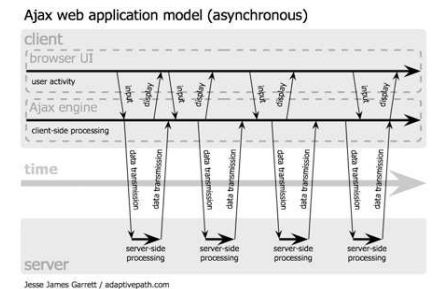 Ajax web application model (asynchronous)
client
browser UI
user activity
input
display
input
display
input
display
input
display
Ajax engine
client-side processing
data transmission
data transmission
data transmission
data transmission
data transmission
data transmission
data transmission
data transmission
time
server-side
processing
server-side
processing
server-side
processing
server-side
processing
server
Jesse James Garrett / adaptivepath.com